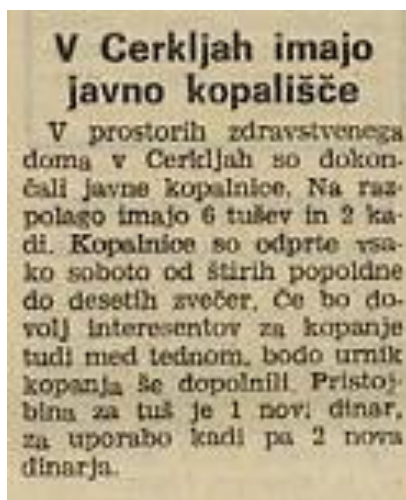 V Cerkljah imajo
javno kopališče
V prostorih zdravstvenega
doma v Cerkljah so dokon-
čali javne kopalnice. Na raz-
polago imajo 6 tušev in 2 ka-
di. Kopalnice so odprte vsa-
ko soboto od štirih popoldne
do desetih zvečer. Če bo do-
volj interesentov za kopanje
tudi med tednom, bodo urnik
kopanja še dopolnili. Pristoj-
bina za tuš je 1 novi dinar,
za uporabo kadi pa 2 nova
dinarja.